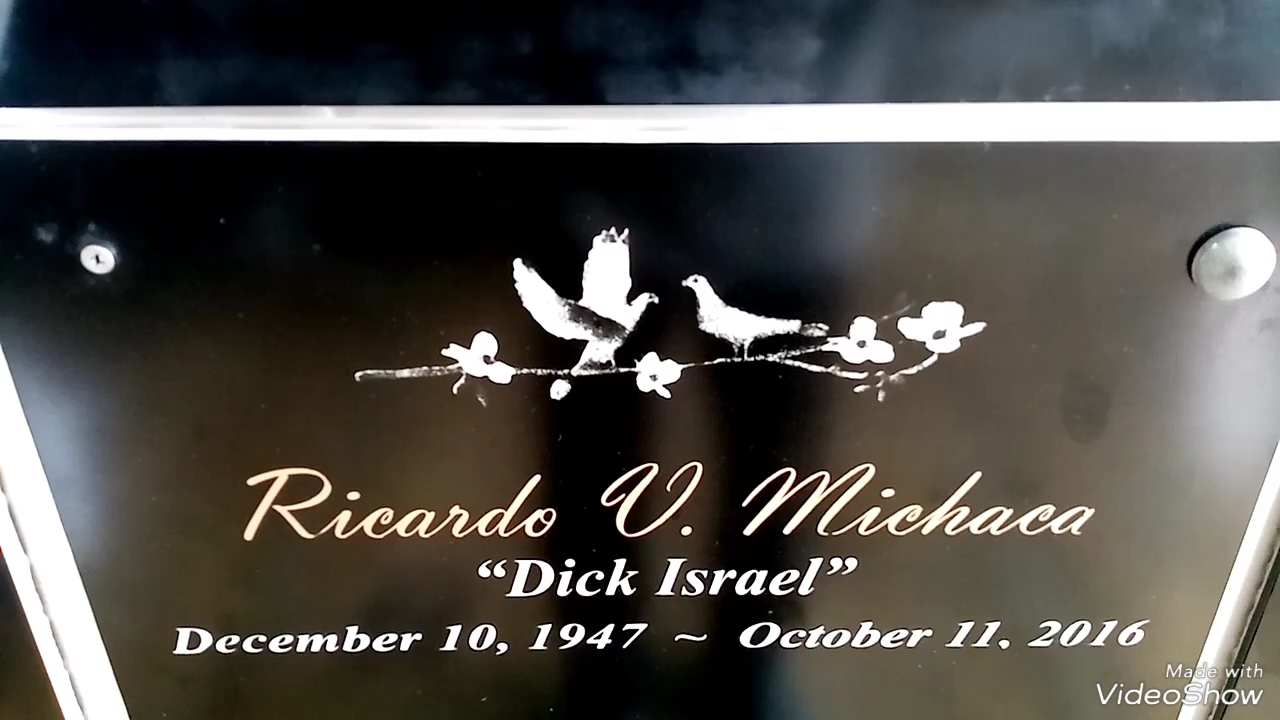 Ricardo V. Michaca
“Dick Israel”
December 10, 1947 ~ October 11, 2016
Made with
VideoShow